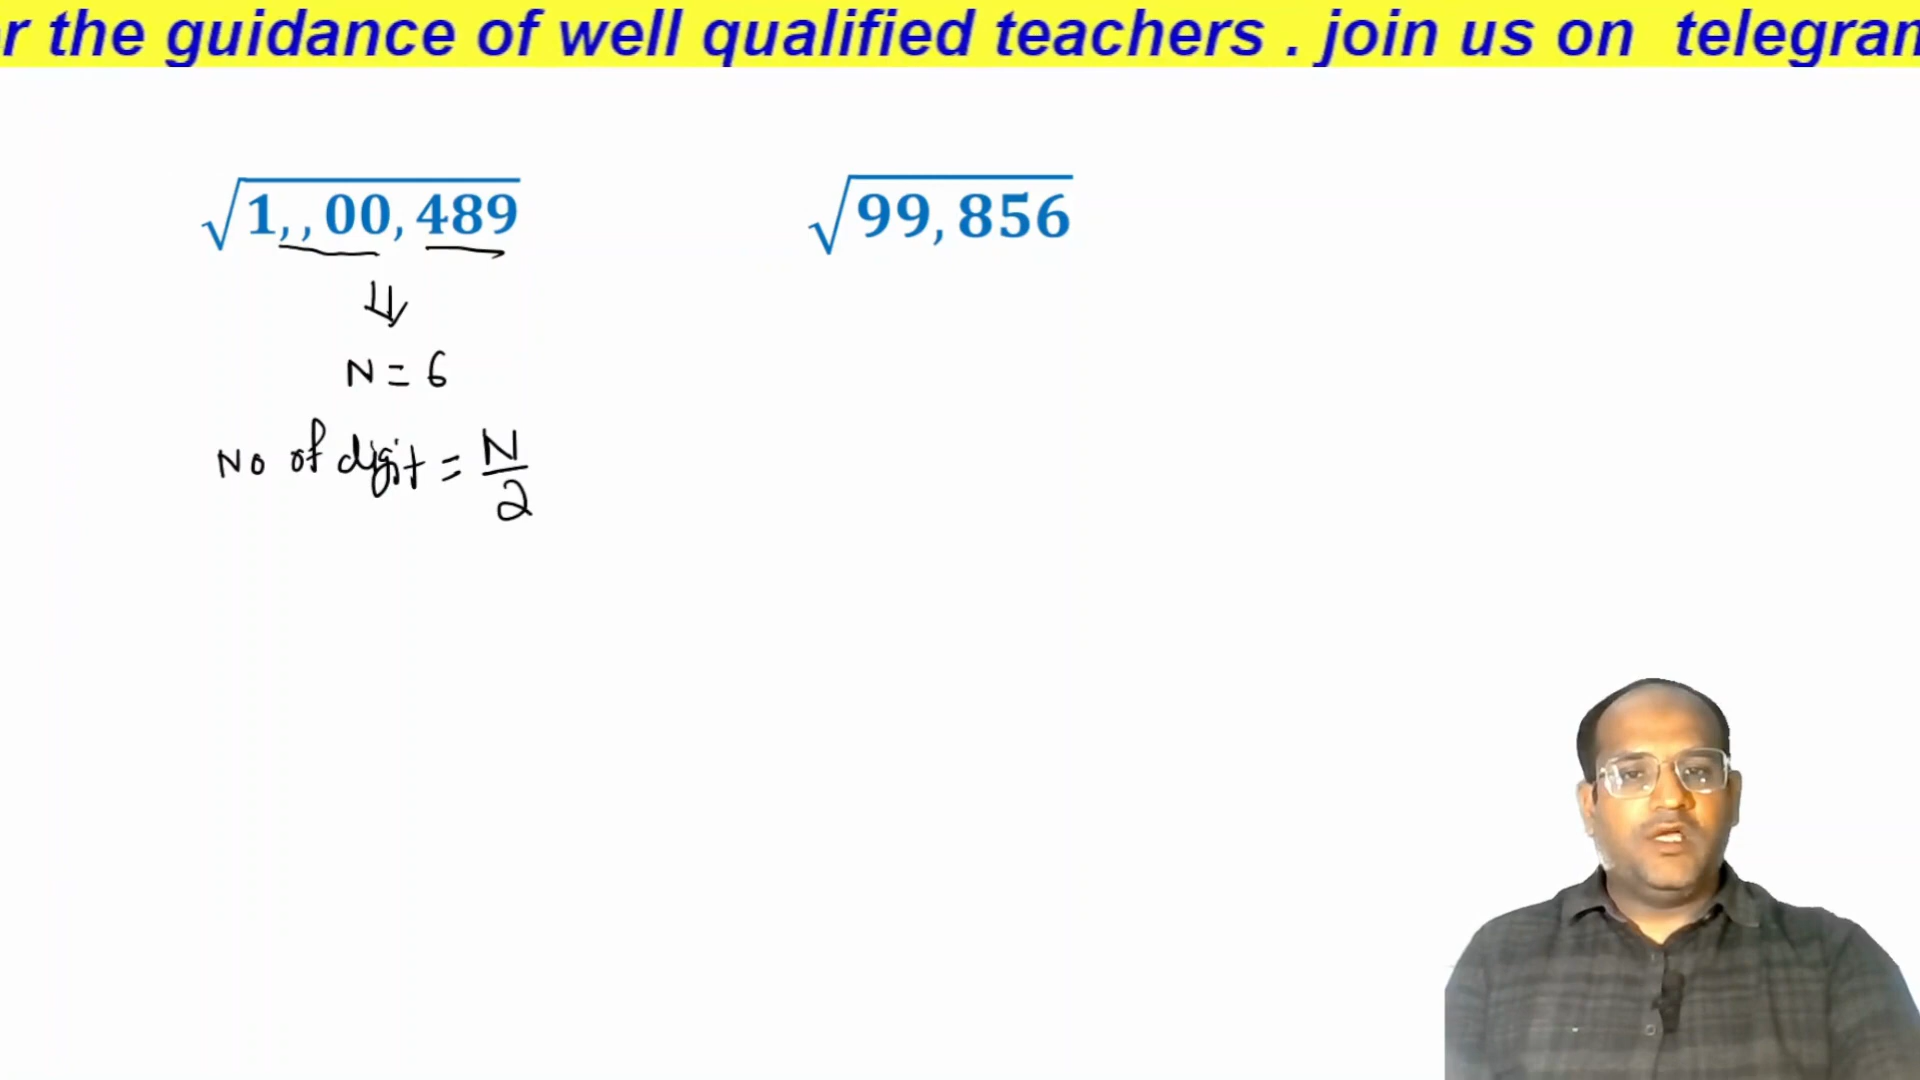 r the guidance of well qualified teachers . join us on telegram
√1,,00,489
√99,856
⇓
N = 6
No of digit = N/2